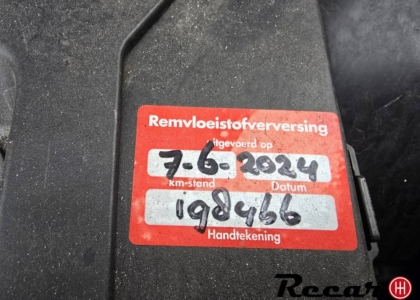 Remvloeistofverversing
uitgevoerd op
7-6-2024
km-stand Datum
198466
Handtekening
Recar